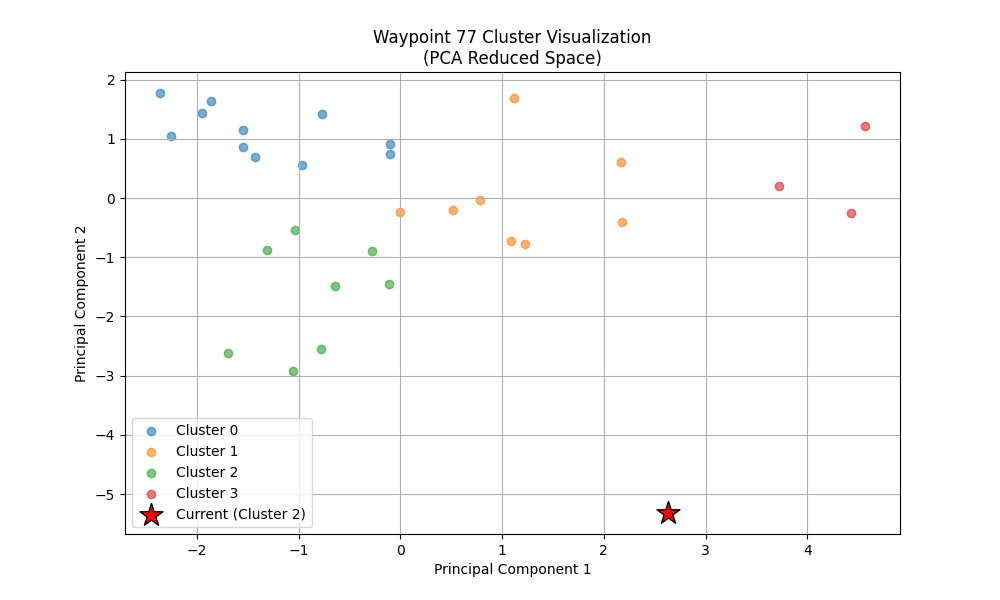 Waypoint 77 Cluster Visualization
(PCA Reduced Space)
Principal Component 2
2
1
0
−1
−2
−3
−4
−5
Cluster 0
Cluster 1
Cluster 2
Cluster 3
Current (Cluster 2)
−2 −1 0 1 2 3 4
Principal Component 1